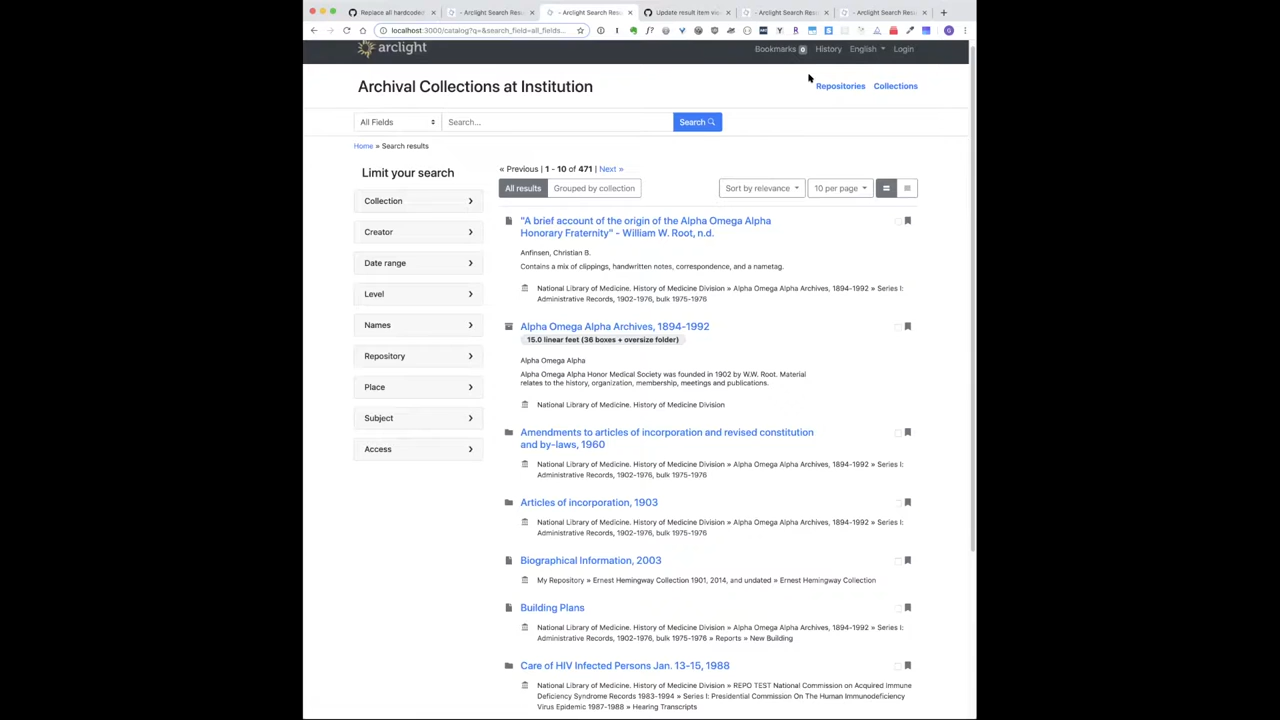 Replace all hardcoded
Arclight Search Resu
Arclight Search Resu
Update result item vie
Arclight Search Resu
Arclight Search Resu
localhost:3000/catalog?q=&search_field=all_fields...
arclight
Bookmarks 0 History English Login
Archival Collections at Institution
Repositories Collections
All Fields Search... Search
Home » Search results
Limit your search
« Previous | 1 - 10 of 471 | Next »
All results Grouped by collection Sort by relevance 10 per page
Collection
Creator
Date range
Level
Names
Repository
Place
Subject
Access
"A brief account of the origin of the Alpha Omega Alpha
Honorary Fraternity" - William W. Root, n.d.
Anfinsen, Christian B.
Contains a mix of clippings, handwritten notes, correspondence, and a nametag.
National Library of Medicine. History of Medicine Division » Alpha Omega Alpha Archives, 1894-1992 » Series I:
Administrative Records, 1902-1976, bulk 1975-1976
Alpha Omega Alpha Archives, 1894-1992
15.0 linear feet (36 boxes + oversize folder)
Alpha Omega Alpha
Alpha Omega Alpha Honor Medical Society was founded in 1902 by W.W. Root. Material
relates to the history, organization, membership, meetings and publications.
National Library of Medicine. History of Medicine Division
Amendments to articles of incorporation and revised constitution
and by-laws, 1960
National Library of Medicine. History of Medicine Division » Alpha Omega Alpha Archives, 1894-1992 » Series I:
Administrative Records, 1902-1976, bulk 1975-1976
Articles of incorporation, 1903
National Library of Medicine. History of Medicine Division » Alpha Omega Alpha Archives, 1894-1992 » Series I:
Administrative Records, 1902-1976, bulk 1975-1976
Biographical Information, 2003
My Repository » Ernest Hemingway Collection 1901, 2014, and undated » Ernest Hemingway Collection
Building Plans
National Library of Medicine. History of Medicine Division » Alpha Omega Alpha Archives, 1894-1992 » Series I:
Administrative Records, 1902-1976, bulk 1975-1976 » Reports » New Building
Care of HIV Infected Persons Jan. 13-15, 1988
National Library of Medicine. History of Medicine Division » REPO TEST National Commission on Acquired Immune
Deficiency Syndrome Records 1983-1994 » Series I: Presidential Commission On The Human Immunodeficiency
Virus Epidemic 1987-1988 » Hearing Transcripts